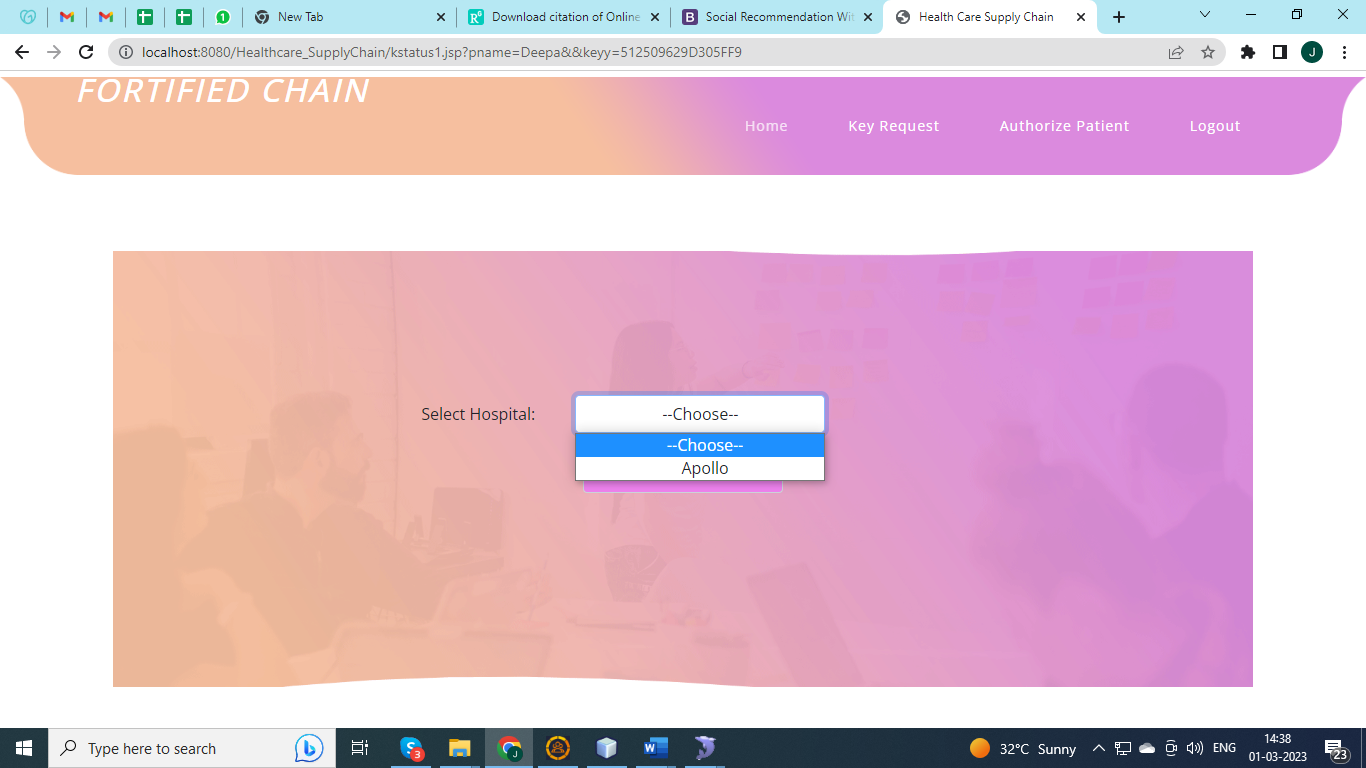 New Tab
Download citation of Online
Social Recommendation Wit
Health Care Supply Chain
localhost:8080/Healthcare_SupplyChain/kstatus1.jsp?pname=Deepa&&keyy=512509629D305FF9
J
FORTIFIED CHAIN
Home
Key Request
Authorize Patient
Logout
Select Hospital:
--Choose--
--Choose--
Apollo
Type here to search
3
J
32°C Sunny
ENG
14:38
01-03-2023
23